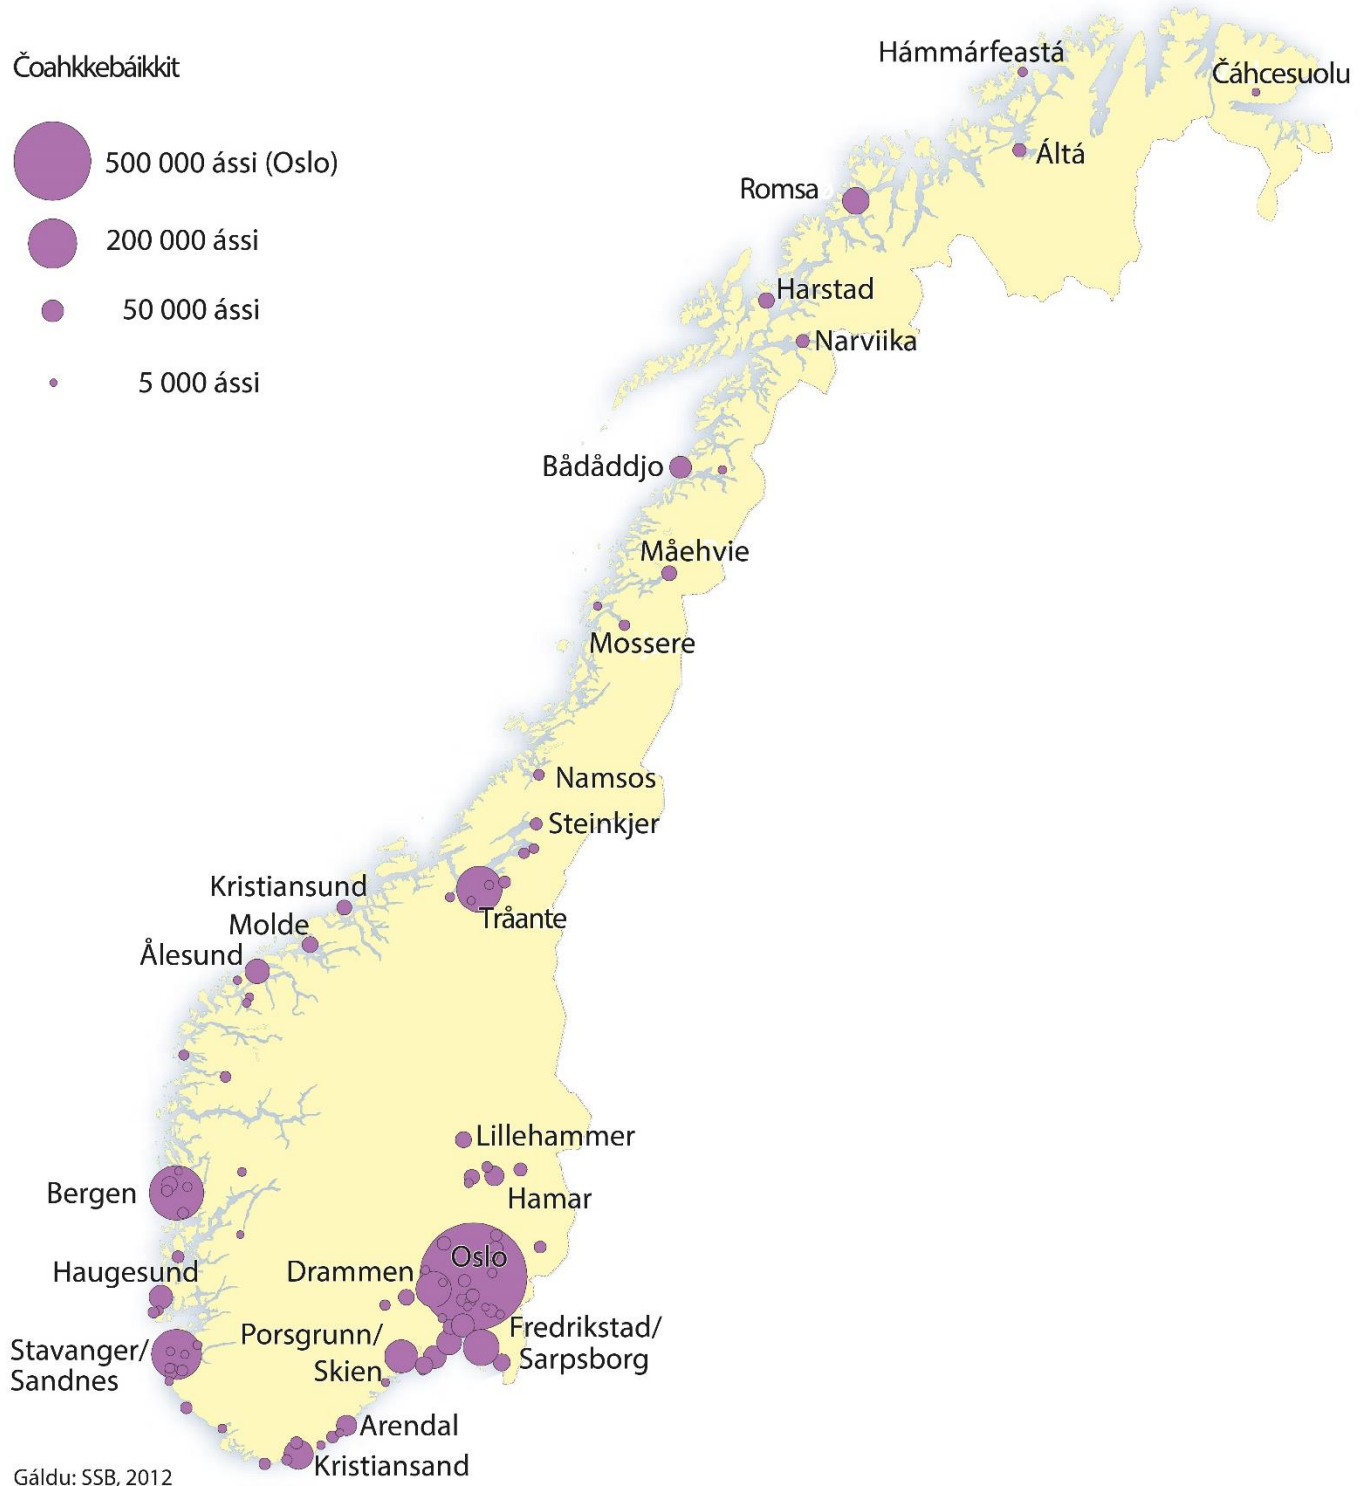 Čoahkkebáikkit
500 000 ássi (Oslo)
200 000 ássi
50 000 ássi
5 000 ássi
Hámmárfeastá
Čáhcesuolu
Áltá
Romsa
Harstad
Narviika
Bådåddjo
Måehvie
Mossere
Namsos
Steinkjer
Tråante
Kristiansund
Molde
Ålesund
Lillehammer
Hamar
Bergen
Oslo
Drammen
Haugesund
Fredrikstad/
Sarpsborg
Porsgrunn/
Skien
Stavanger/
Sandnes
Arendal
Kristiansand
Gáldu: SSB, 2012